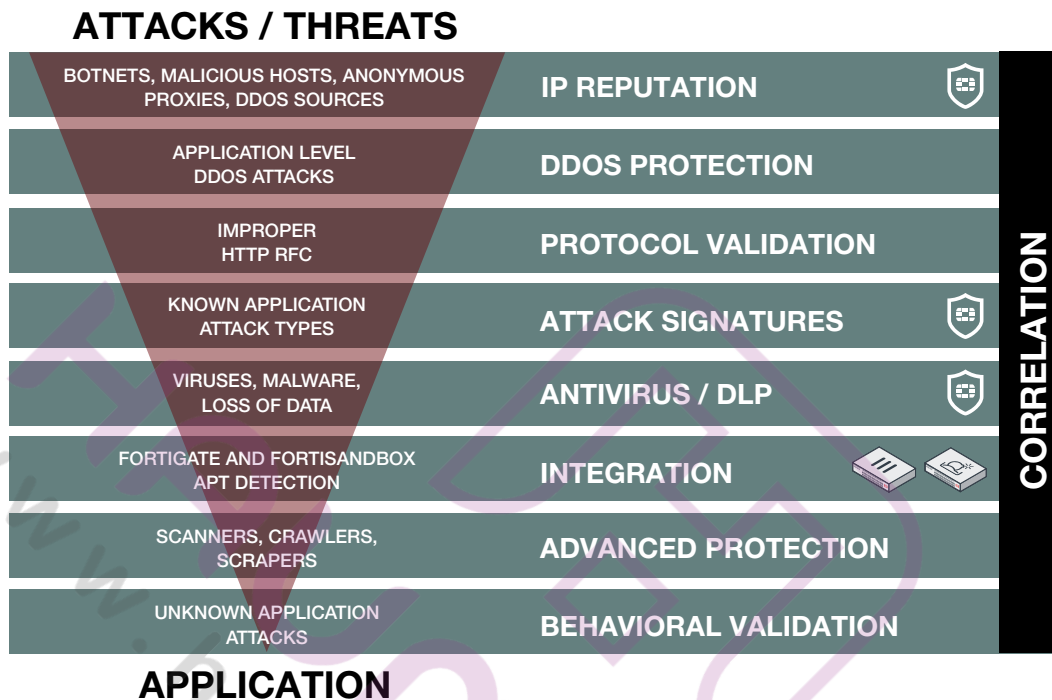 ATTACKS / THREATS
BOTNETS, MALICIOUS HOSTS, ANONYMOUS
PROXIES, DDOS SOURCES
IP REPUTATION
APPLICATION LEVEL
DDOS ATTACKS
DDOS PROTECTION
IMPROPER
HTTP RFC
PROTOCOL VALIDATION
KNOWN APPLICATION
ATTACK TYPES
ATTACK SIGNATURES
VIRUSES, MALWARE,
LOSS OF DATA
ANTIVIRUS / DLP
FORTIGATE AND FORTISANDBOX
APT DETECTION
INTEGRATION
SCANNERS, CRAWLERS,
SCRAPERS
ADVANCED PROTECTION
UNKNOWN APPLICATION
ATTACKS
BEHAVIORAL VALIDATION
CORRELATION
APPLICATION